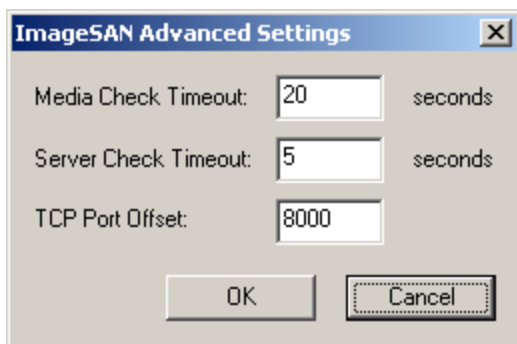 ImageSAN Advanced Settings
Media Check Timeout: 20 seconds
Server Check Timeout: 5 seconds
TCP Port Offset: 8000
OK Cancel